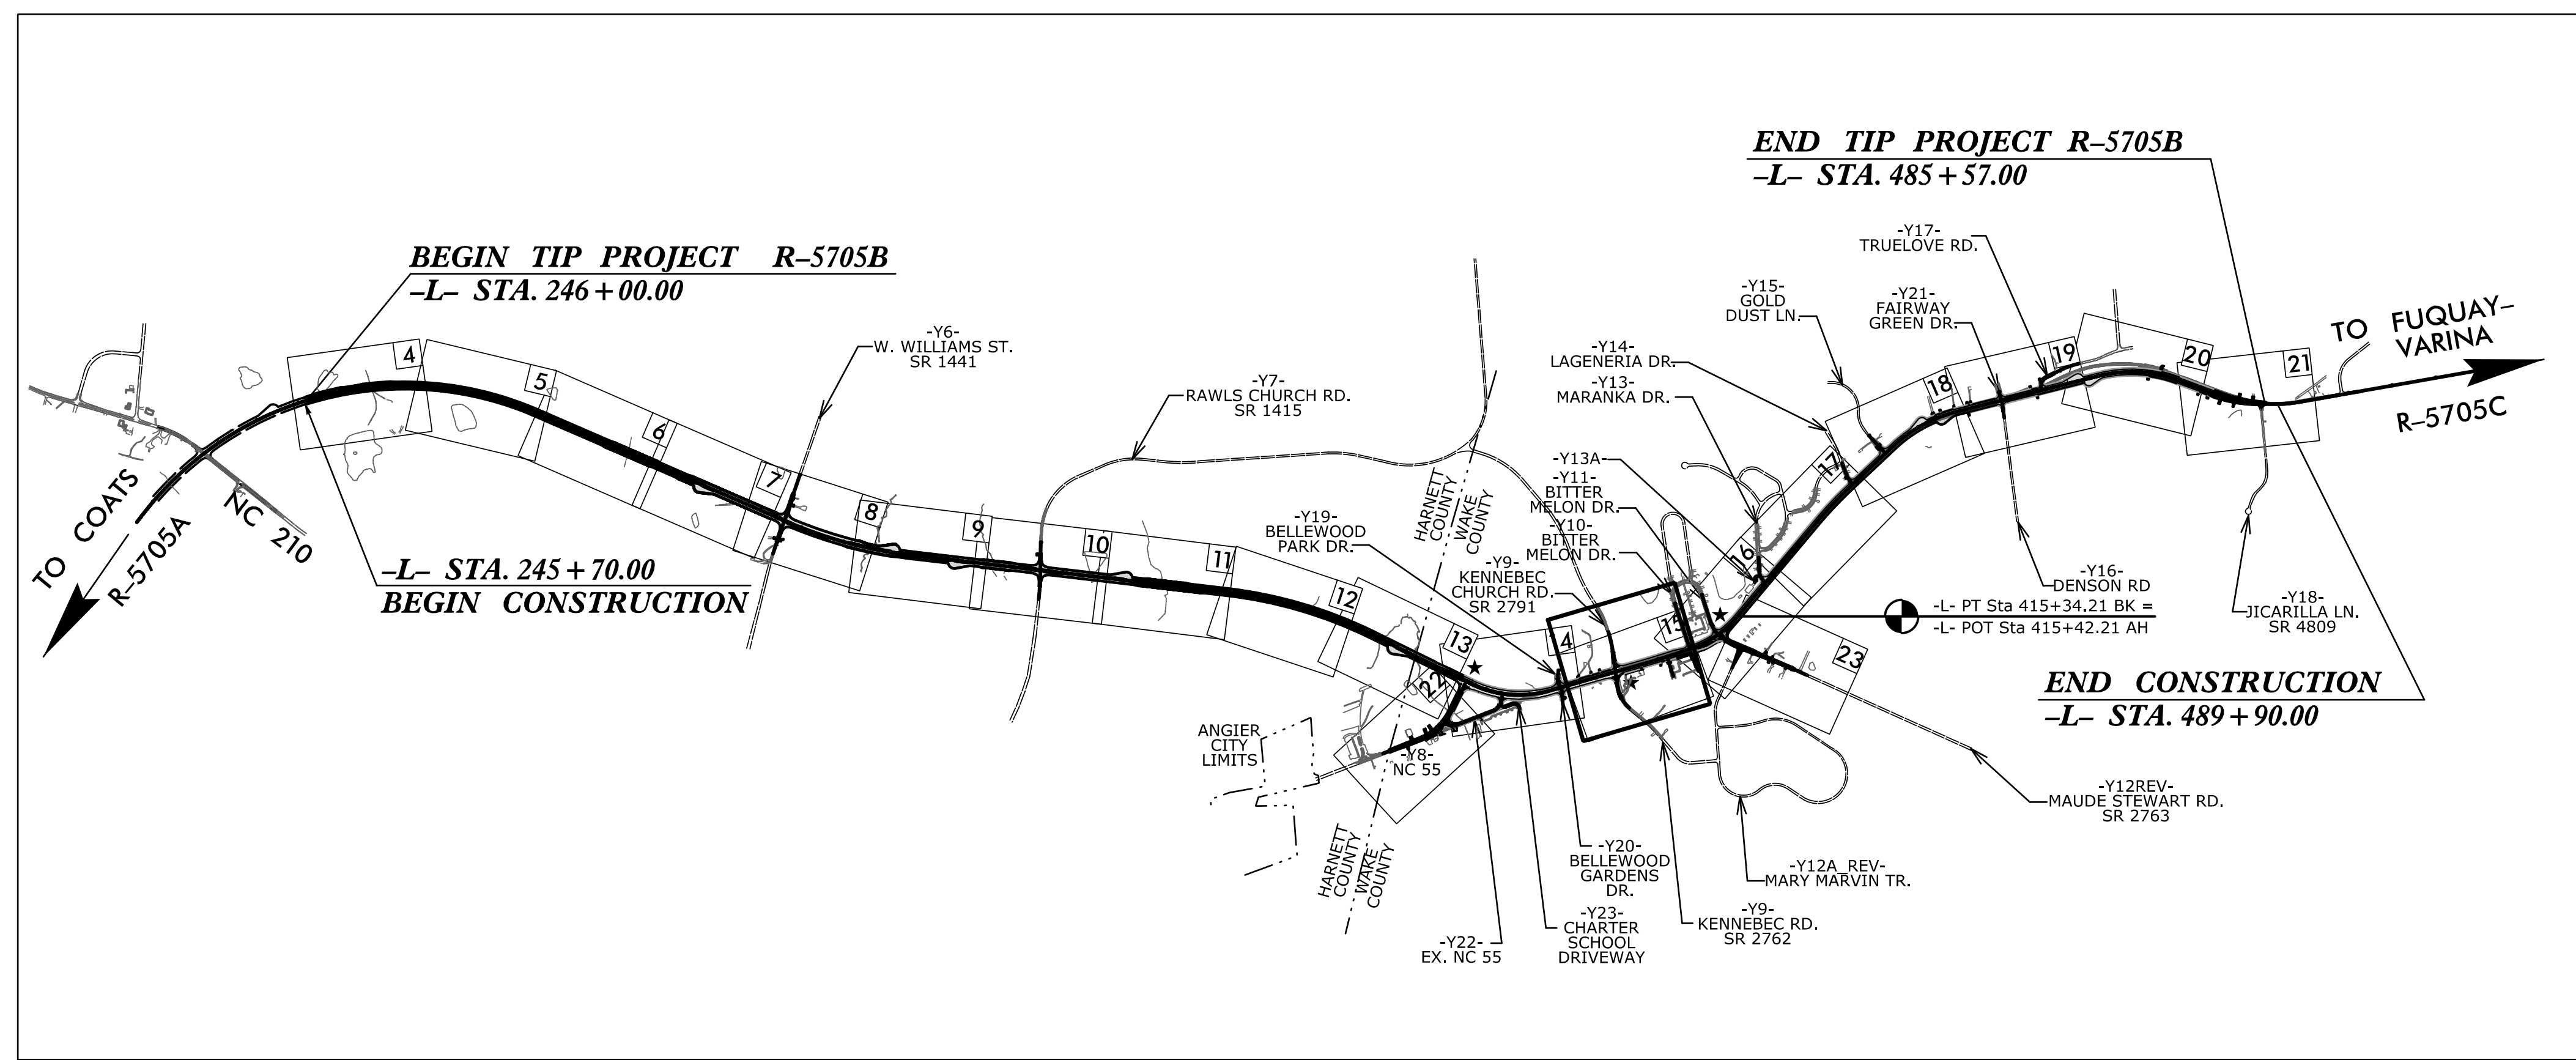 END TIP PROJECT R–5705B
–L– STA. 485+57.00
BEGIN TIP PROJECT R–5705B
–L– STA. 246+00.00
-Y17-
TRUELOVE RD.
-Y15-
GOLD
DUST LN.
-Y21-
FAIRWAY
GREEN DR.
TO FUQUAY–
VARINA
R–5705C
-Y6-
W. WILLIAMS ST.
SR 1441
-Y14-
LAGENERIA DR.
-Y13-
MARANKA DR.
-Y7-
RAWLS CHURCH RD.
SR 1415
4
5
6
7
8
9
10
11
12
13
14
15
16
17
18
19
20
21
22
23
-Y13A-
-Y11-
BITTER
MELON DR.
-Y10-
BITTER
MELON DR.
HARNETT
COUNTY
WAKE
COUNTY
-Y19-
BELLEWOOD
PARK DR.
-Y9-
KENNEBEC
CHURCH RD.
SR 2791
TO COATS
R–5705A
NC 210
–L– STA. 245+70.00
BEGIN CONSTRUCTION
-Y16-
DENSON RD
-L- PT Sta 415+34.21 BK =
-L- POT Sta 415+42.21 AH
-Y18-
JICARILLA LN.
SR 4809
END CONSTRUCTION
–L– STA. 489+90.00
ANGIER
CITY
LIMITS
-Y8-
NC 55
-Y12REV-
MAUDE STEWART RD.
SR 2763
HARNETT
COUNTY
WAKE
COUNTY
-Y20-
BELLEWOOD
GARDENS
DR.
-Y12A_REV-
MARY MARVIN TR.
-Y23-
CHARTER
SCHOOL
DRIVEWAY
-Y9-
KENNEBEC RD.
SR 2762
-Y22-
EX. NC 55